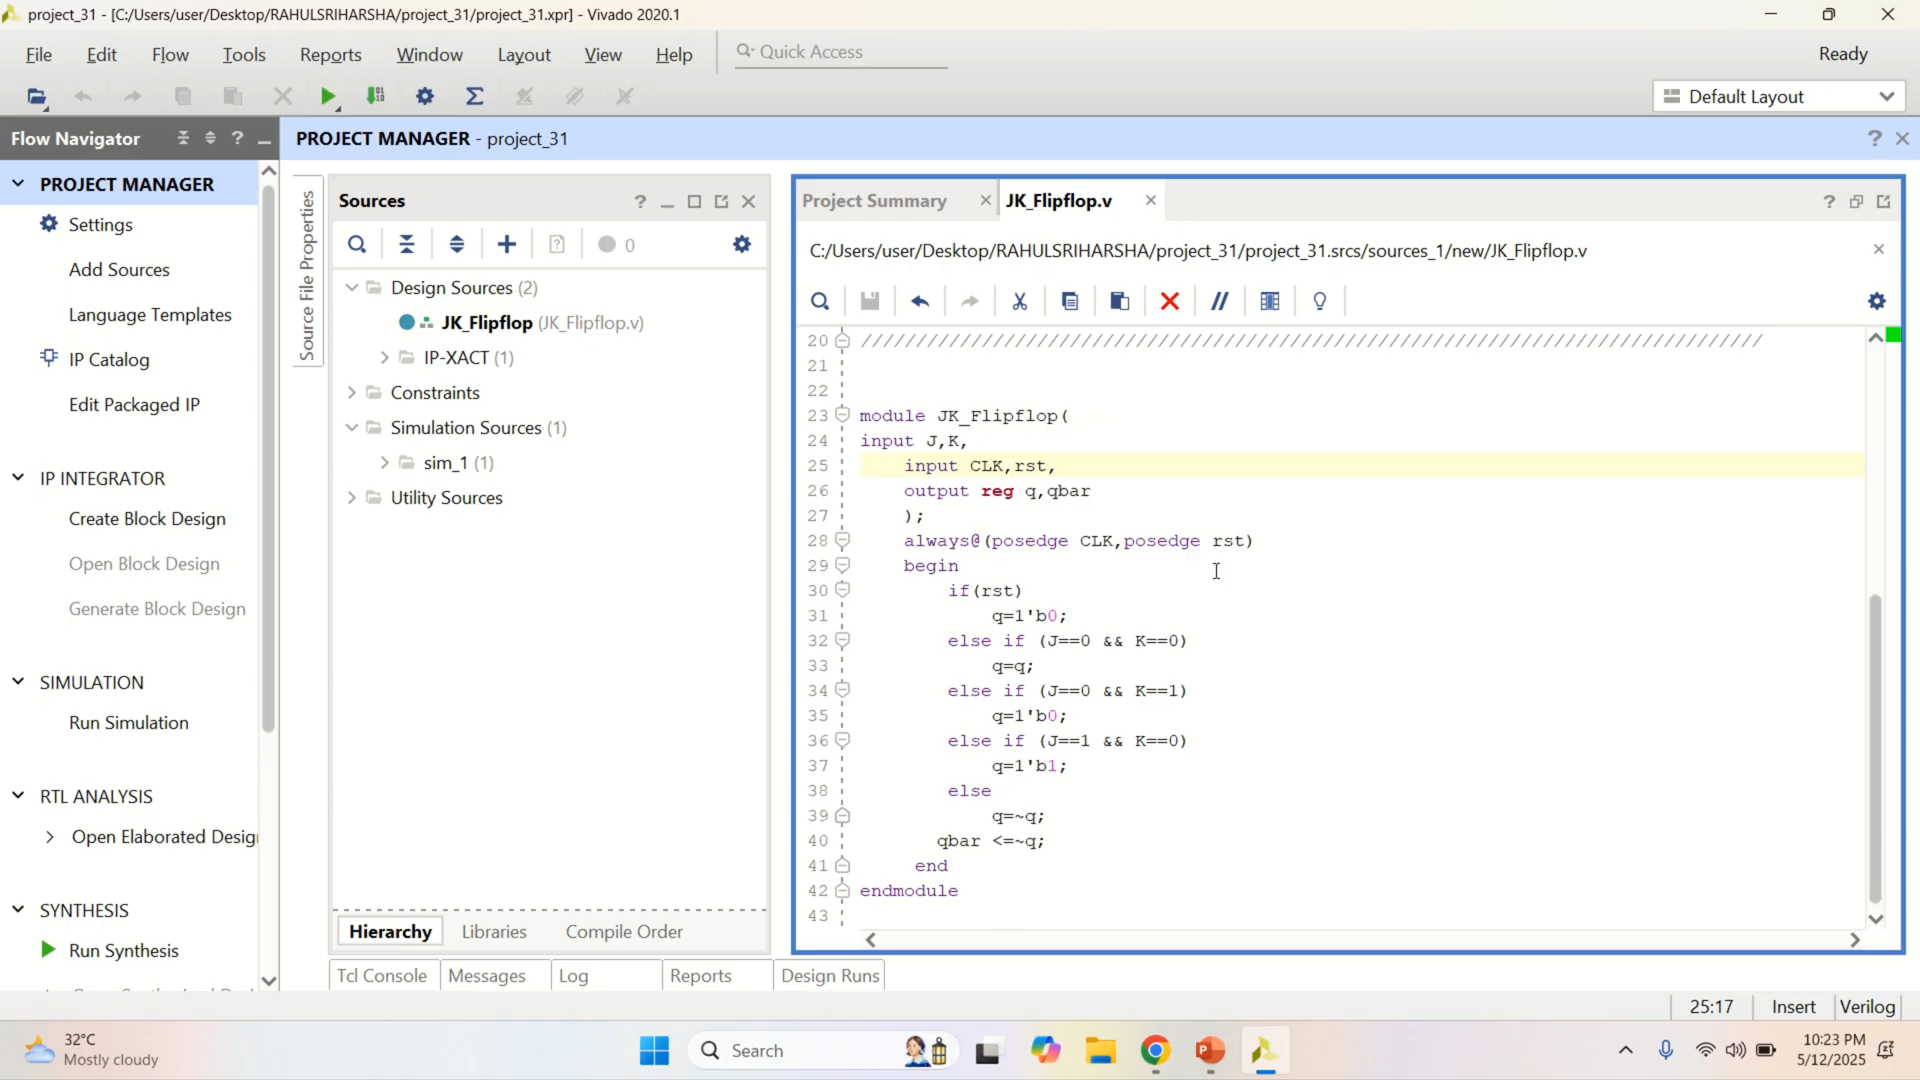 project_31 - [C:/Users/user/Desktop/RAHULSRIHARSHA/project_31/project_31.xpr] - Vivado 2020.1
File Edit Flow Tools Reports Window Layout View Help Quick Access Ready
Default Layout
Flow Navigator
PROJECT MANAGER - project_31
PROJECT MANAGER
Settings
Add Sources
Language Templates
IP Catalog
Edit Packaged IP
IP INTEGRATOR
Create Block Design
Open Block Design
Generate Block Design
SIMULATION
Run Simulation
RTL ANALYSIS
Open Elaborated Desig
SYNTHESIS
Run Synthesis
Source File Properties
Sources
0
Design Sources (2)
JK_Flipflop (JK_Flipflop.v)
IP-XACT (1)
Constraints
Simulation Sources (1)
sim_1 (1)
Utility Sources
Hierarchy Libraries Compile Order
Project Summary JK_Flipflop.v
C:/Users/user/Desktop/RAHULSRIHARSHA/project_31/project_31.srcs/sources_1/new/JK_Flipflop.v
20 //////////////////////////////////////////////////////////////////////////////////
21
22
23 module JK_Flipflop(
24 input J,K,
25 input CLK,rst,
26 output reg q,qbar
27 );
28 always@(posedge CLK,posedge rst)
29 begin
30 if(rst)
31 q=1'b0;
32 else if (J==0 && K==0)
33 q=q;
34 else if (J==0 && K==1)
35 q=1'b0;
36 else if (J==1 && K==0)
37 q=1'b1;
38 else
39 q=~q;
40 qbar <=~q;
41 end
42 endmodule
43
Tcl Console Messages Log Reports Design Runs
25:17 Insert Verilog
32°C
Mostly cloudy
Search
10:23 PM
5/12/2025